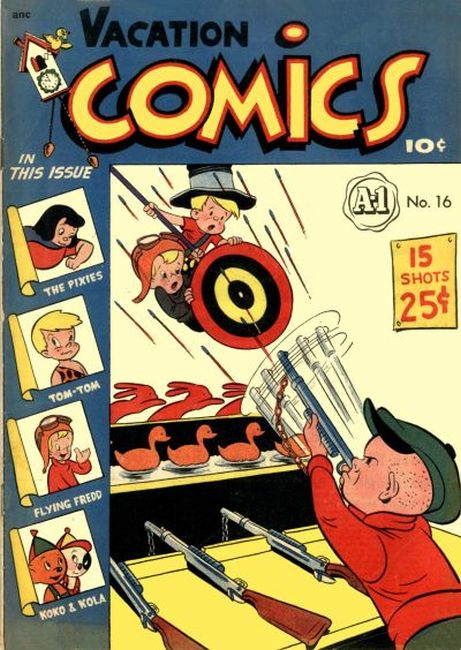 anc
VACATION
COMICS
10¢
IN
THIS ISSUE
A-1 No. 16
15
SHOTS
25¢
THE PIXIES
TOM-TOM
FLYING FREDD
KOKO & KOLA